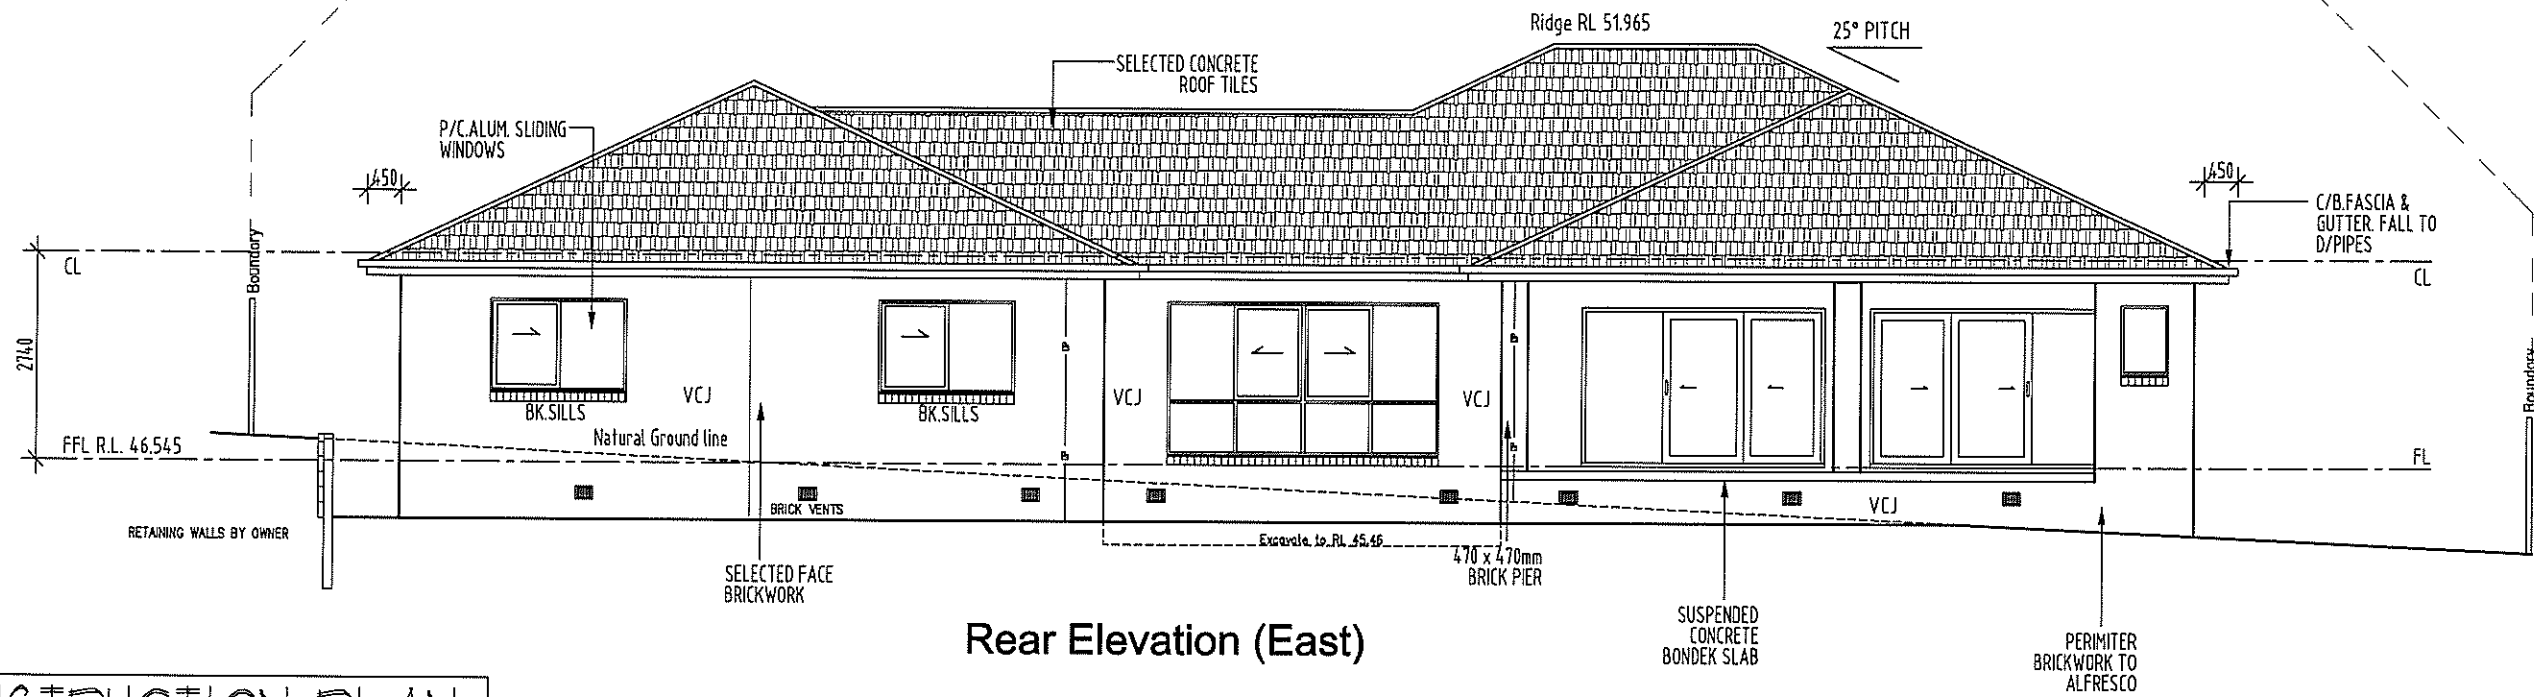 Ridge RL 51.965
25° PITCH
SELECTED CONCRETE
ROOF TILES
P/C.ALUM. SLIDING
WINDOWS
450
450
C/B.FASCIA &
GUTTER. FALL TO
D/PIPES
CL
CL
Boundary
Boundary
2740
BK.SILLS
VCJ
BK.SILLS
VCJ
VCJ
Natural Ground line
FFL R.L. 46.545
FL
BRICK VENTS
VCJ
RETAINING WALLS BY OWNER
Excavate to RL 45.46
470 x 470mm
BRICK PIER
SELECTED FACE
BRICKWORK
SUSPENDED
CONCRETE
BONDEK SLAB
PERIMITER
BRICKWORK TO
ALFRESCO
Rear Elevation (East)